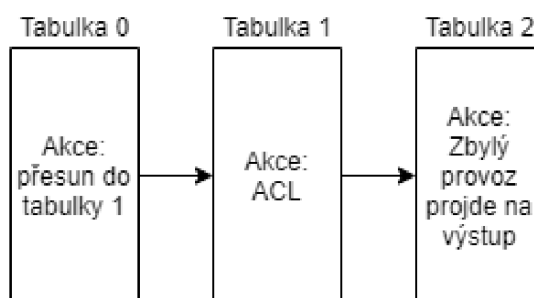 Tabulka 0
Tabulka 1
Tabulka 2
Akce:
přesun do
tabulky 1
Akce:
ACL
Akce:
Zbylý
provoz
projde na
výstup